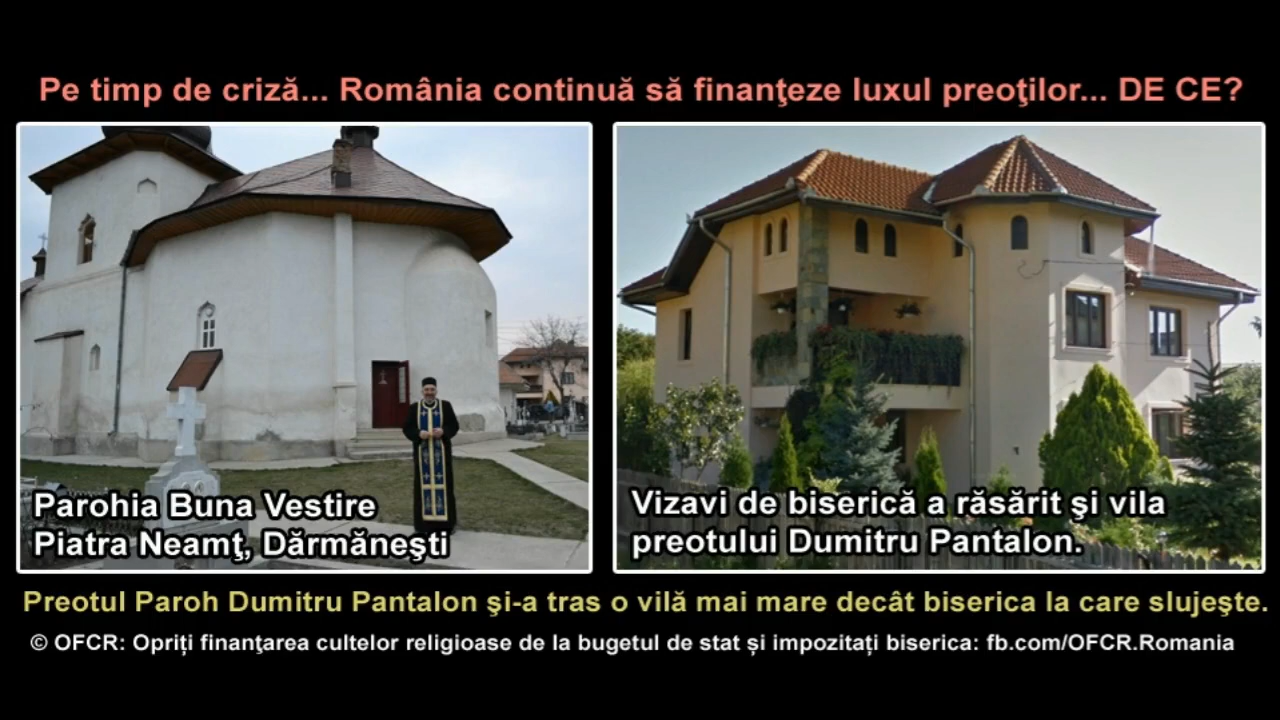 Pe timp de criză... România continuă să finanţeze luxul preoţilor... DE CE?
Parohia Buna Vestire
Piatra Neamţ, Dărmăneşti
Vizavi de biserică a răsărit şi vila
preotului Dumitru Pantalon.
Preotul Paroh Dumitru Pantalon şi-a tras o vilă mai mare decât biserica la care slujeşte.
© OFCR: Opriți finanţarea cultelor religioase de la bugetul de stat și impozitați biserica: fb.com/OFCR.Romania